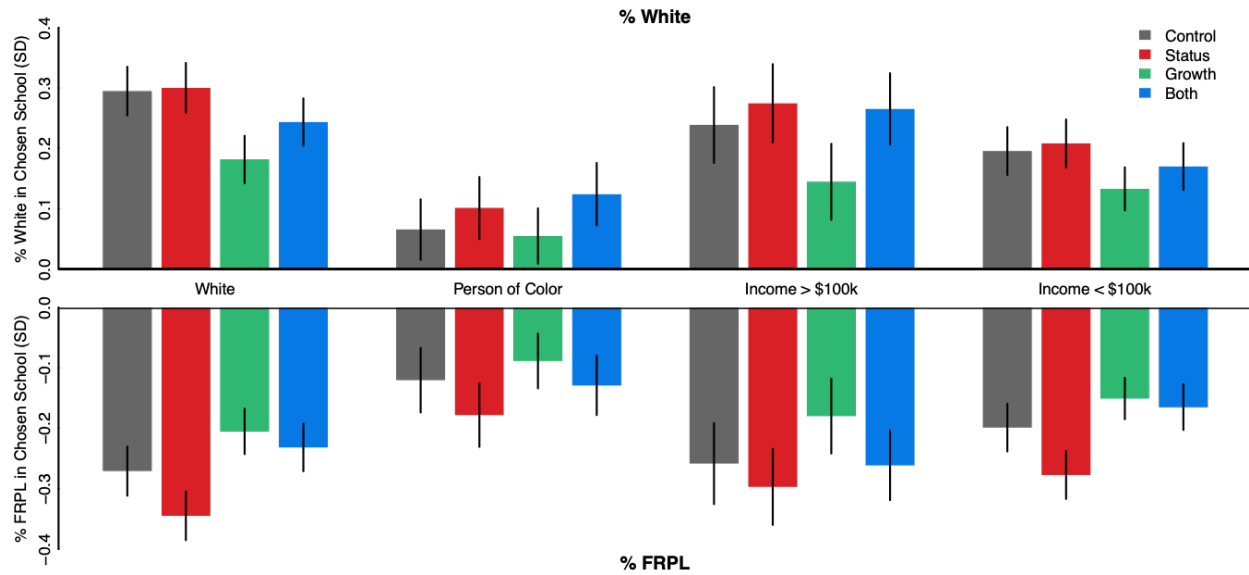 % White
% White in Chosen School (SD)
0.4
0.3
0.2
0.1
0.0
Control
Status
Growth
Both
White
Person of Color
Income > $100k
Income < $100k
% FRPL in Chosen School (SD)
0.0
−0.1
−0.2
−0.3
−0.4
% FRPL